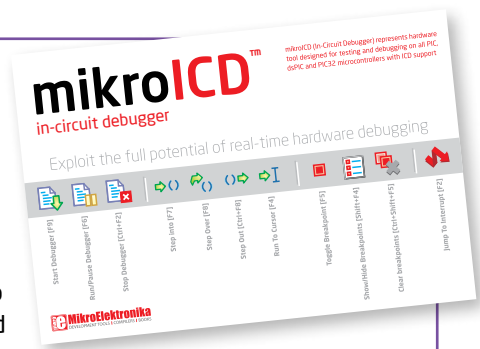 mikroICD™
in-circuit debugger
mikroICD (In-Circuit Debugger) represents hardware
tool designed for testing and debugging on all PIC,
dsPIC and PIC32 microcontrollers with ICD support
Exploit the full potential of real-time hardware debugging
Start Debugger [F9]
Run/Pause Debugger [F6]
Stop Debugger [Ctrl+F2]
Step Into [F7]
Step Over [F8]
Step Out [Ctrl+F8]
Run To Cursor [F4]
Toggle Breakpoint [F5]
Show/Hide Breakpoints [Shift+F4]
Clear breakpoints [Ctrl+Shift+F5]
Jump To Interrupt [F2]
MikroElektronika
DEVELOPMENT TOOLS | COMPILERS | BOOKS